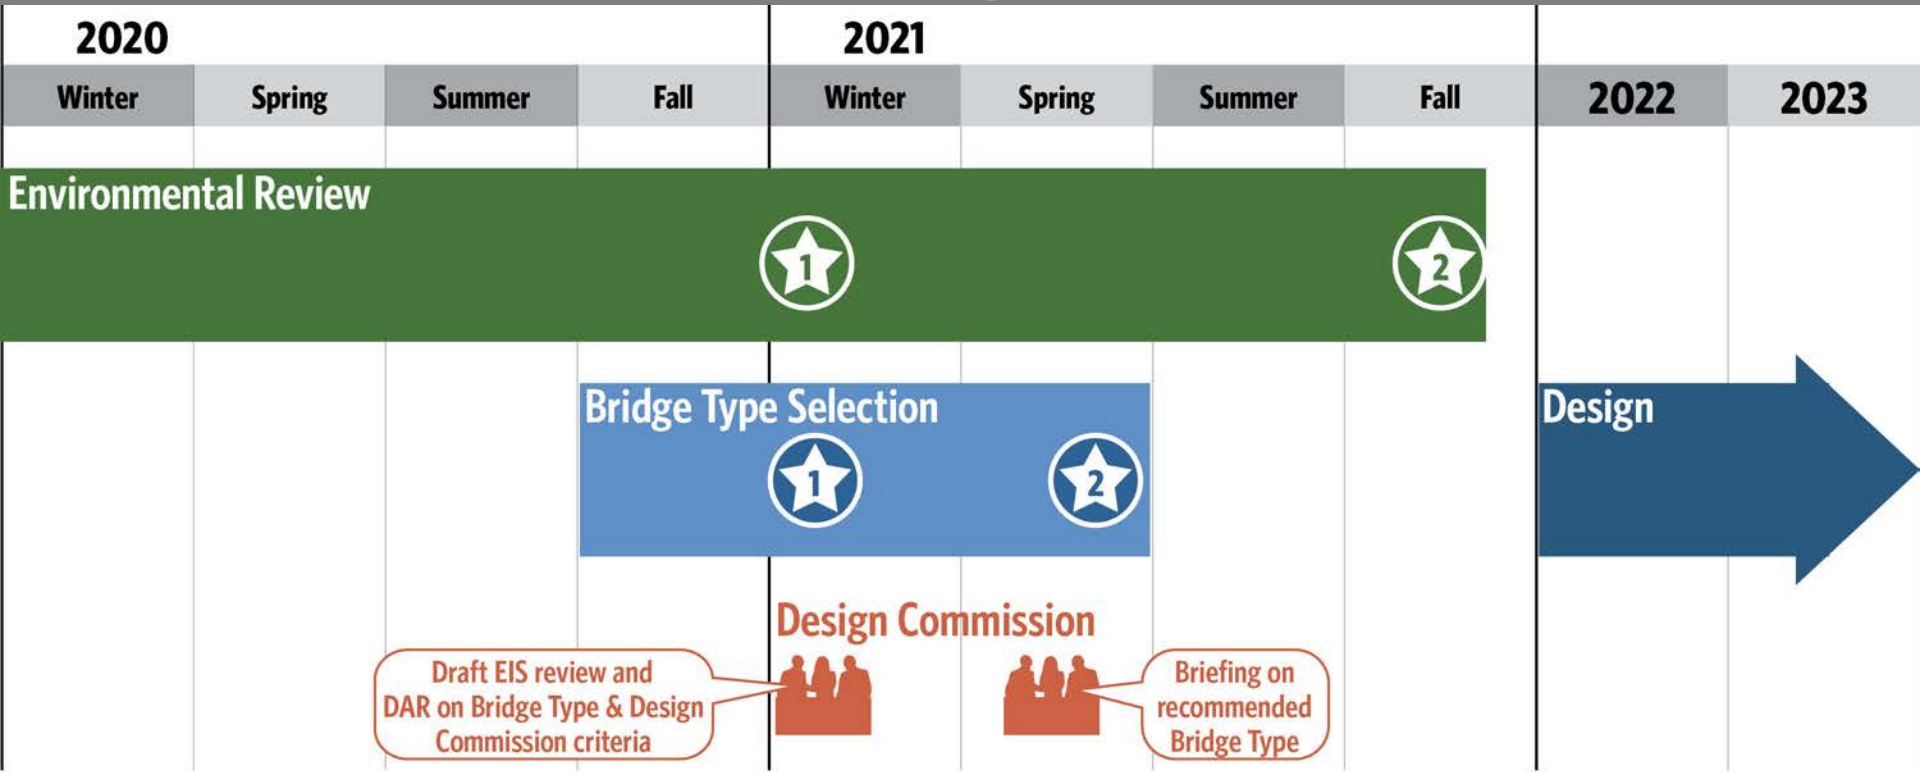 2020
2021
Winter
Spring
Summer
Fall
Winter
Spring
Summer
Fall
2022
2023
Environmental Review
1
2
Bridge Type Selection
1
2
Design
Design Commission
Draft EIS review and
DAR on Bridge Type & Design
Commission criteria
Briefing on
recommended
Bridge Type